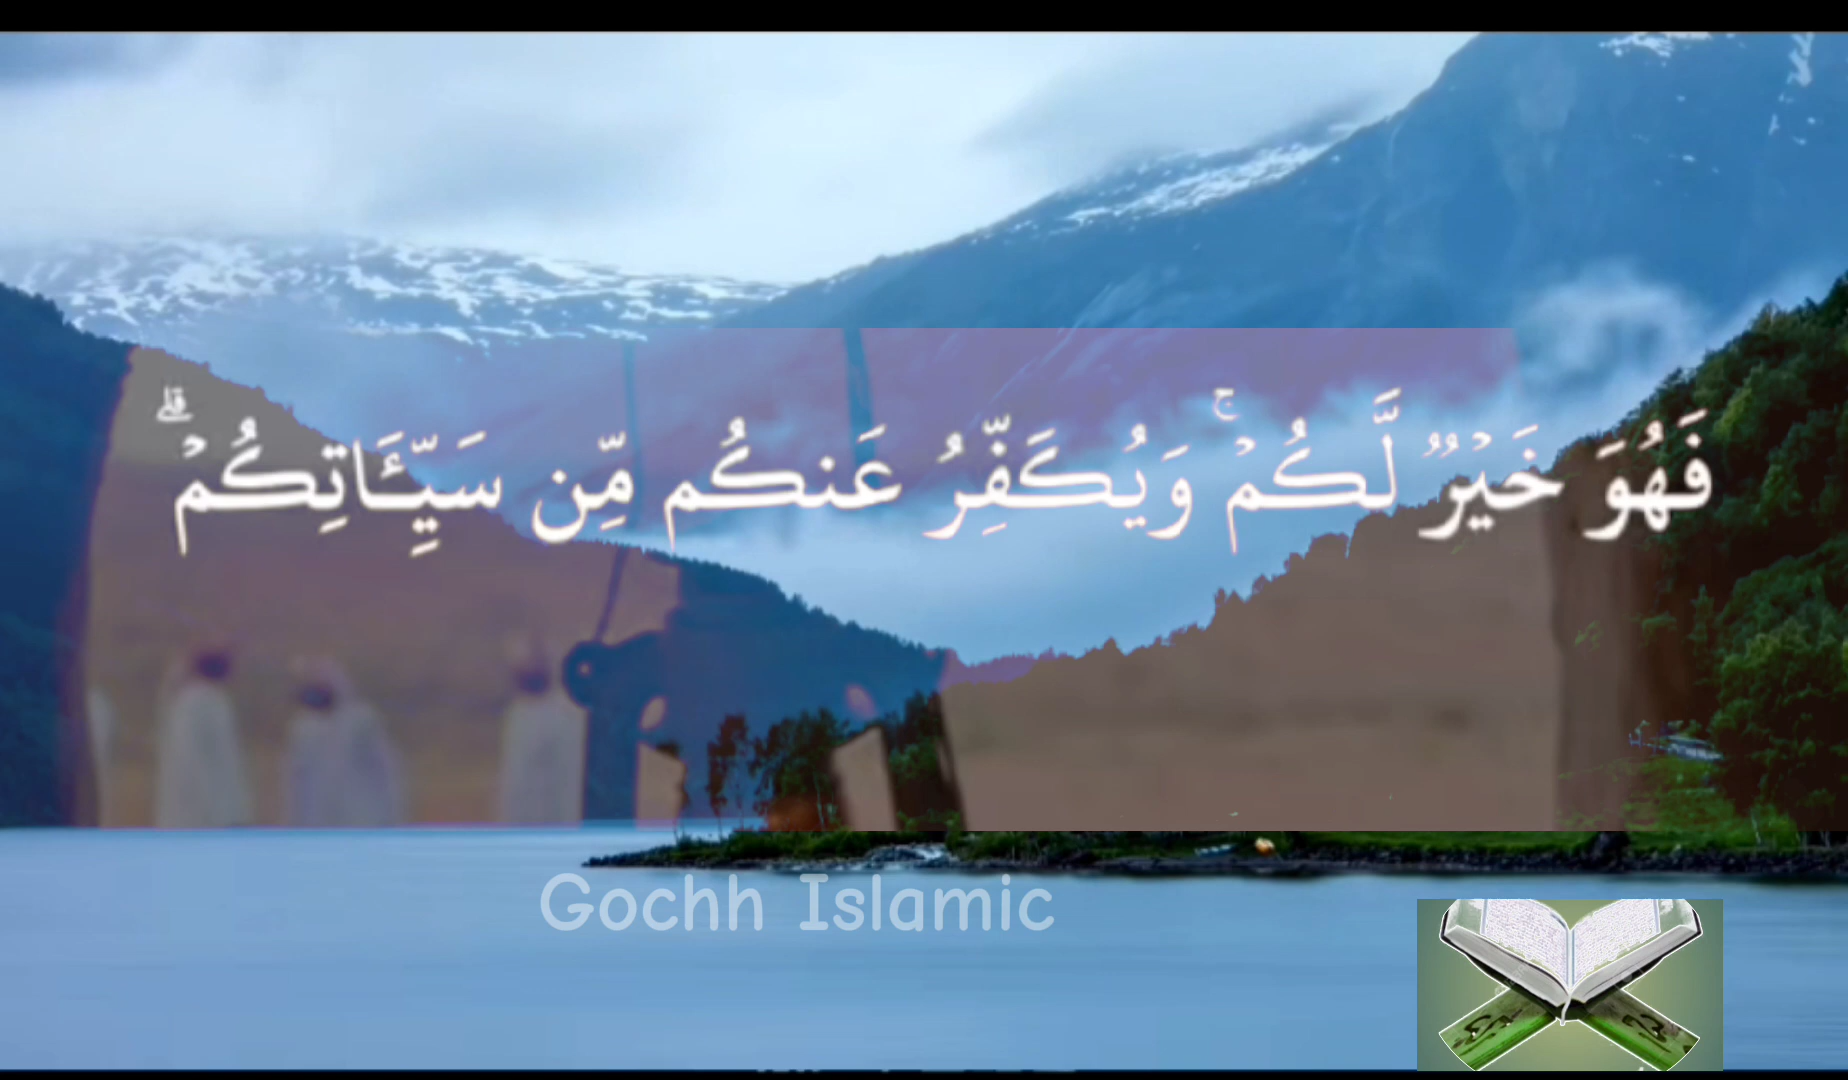 فَهُوَ خَيْرٌ لَّكُمْ ۚ وَيُكَفِّرُ عَنكُم مِّن سَيِّـَٔاتِكُمْ ۗ
Gochh Islamic